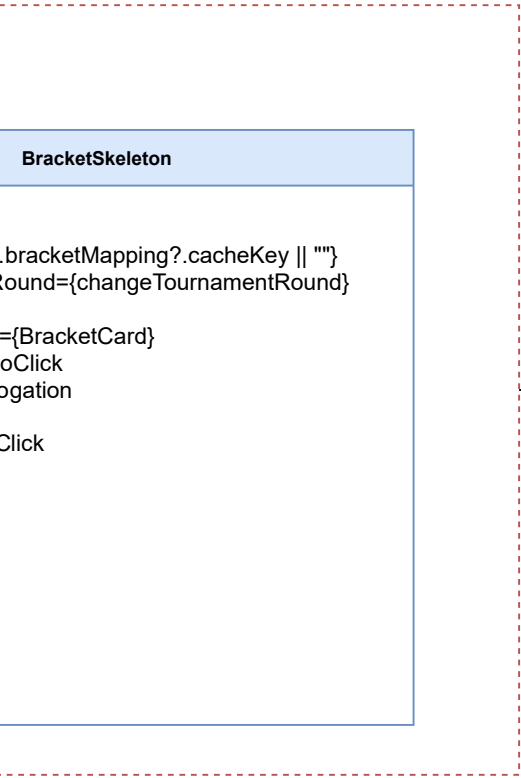 BracketSkeleton
.bracketMapping?.cacheKey || ""}
Round={changeTournamentRound}
={BracketCard}
oClick
ogation
Click